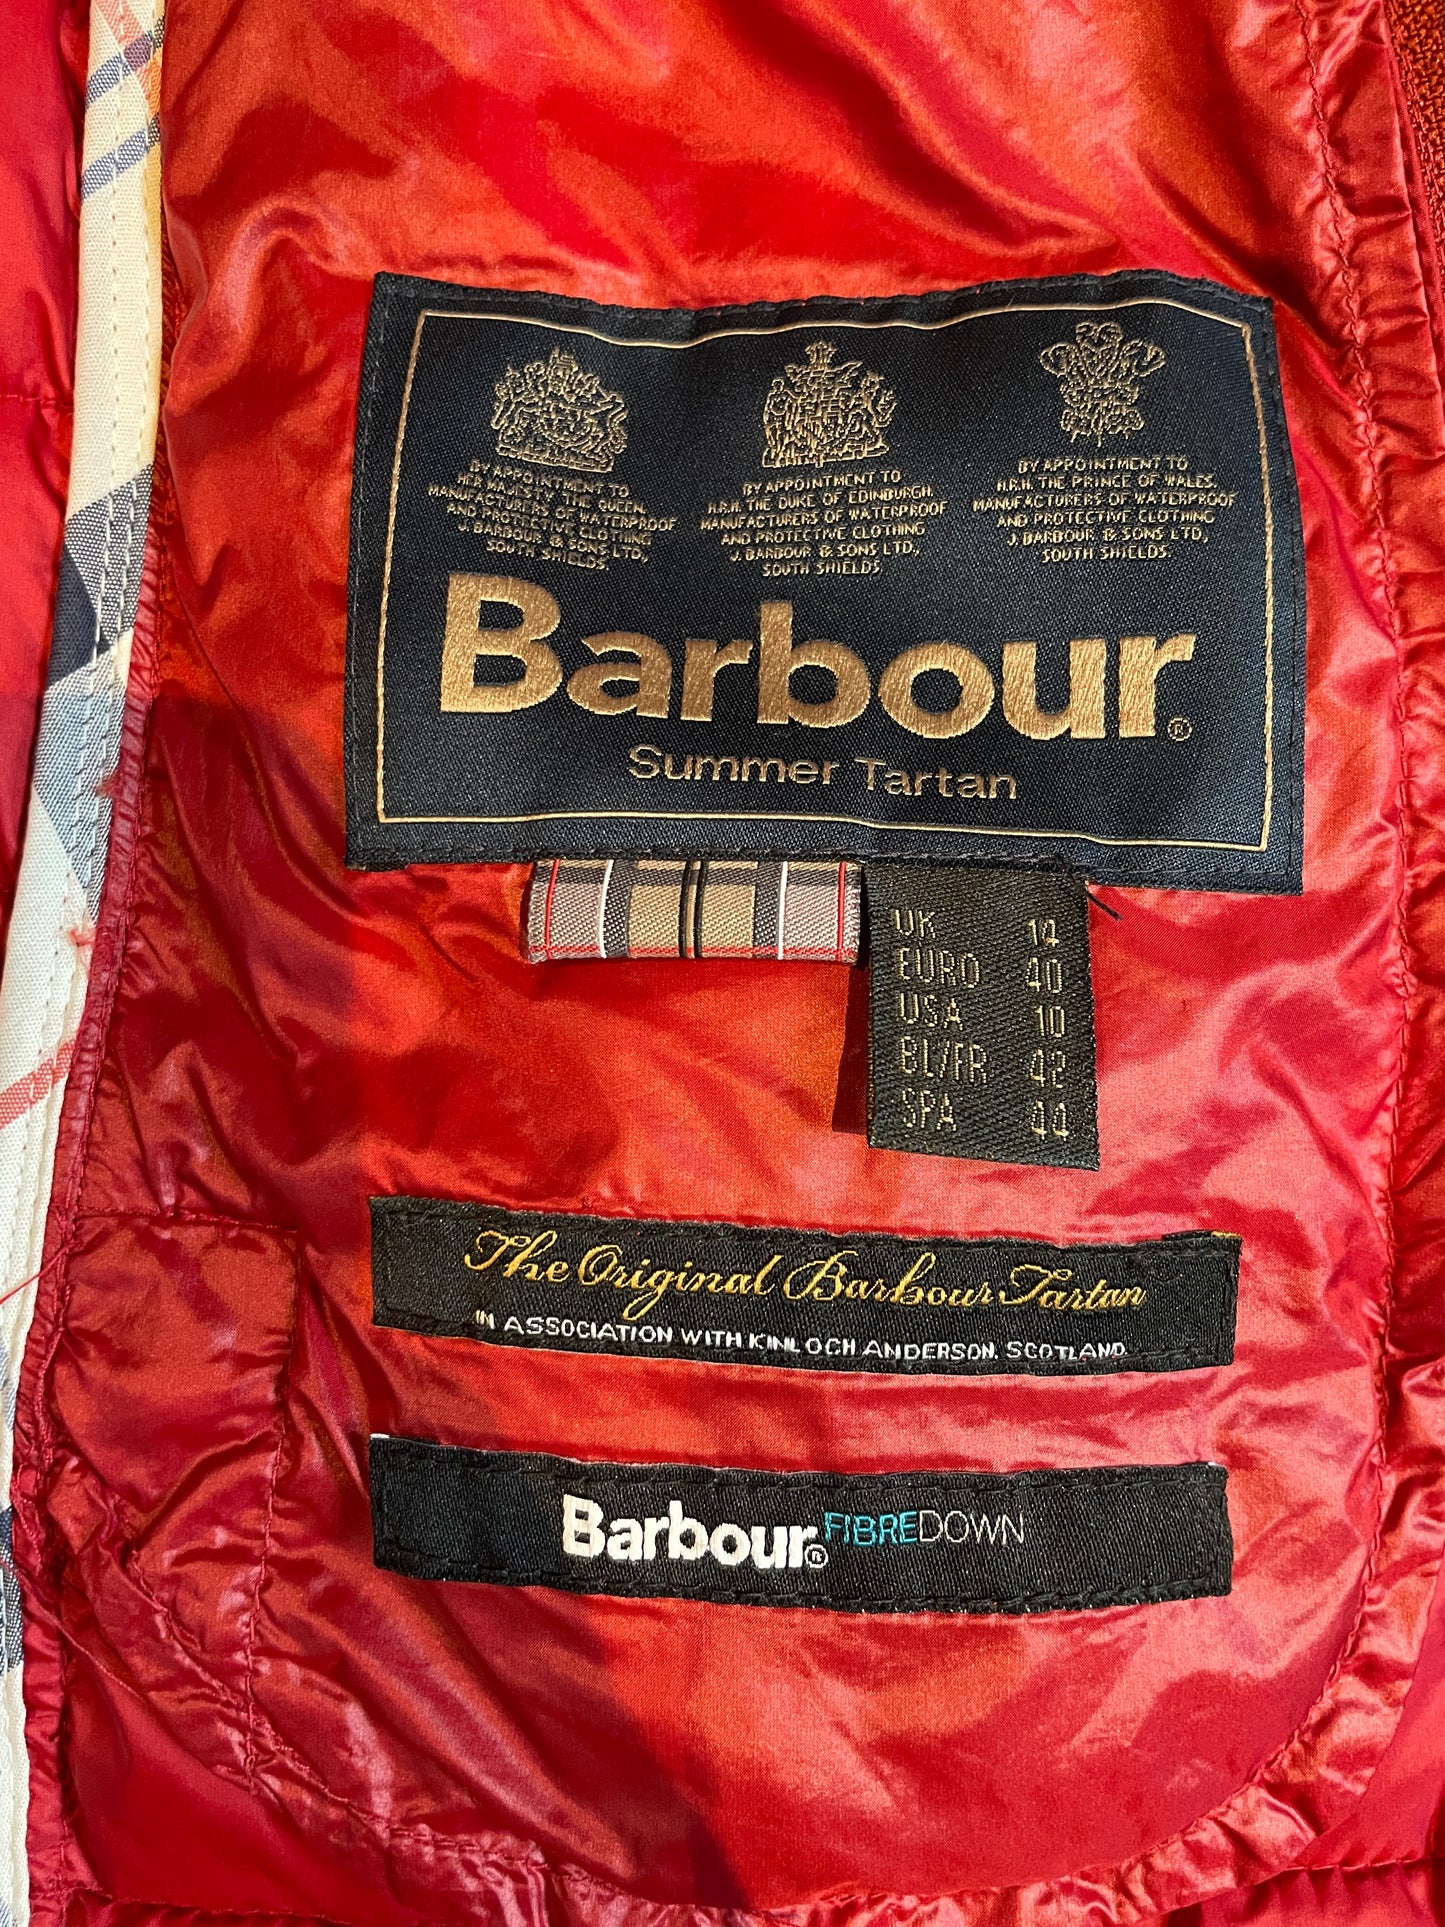 BY APPOINTMENT TO
HER MAJESTY THE QUEEN.
MANUFACTURERS OF WATERPROOF
AND PROTECTIVE CLOTHING
J. BARBOUR & SONS LTD.,
SOUTH SHIELDS.
BY APPOINTMENT TO
H.R.H. THE DUKE OF EDINBURGH.
MANUFACTURERS OF WATERPROOF
AND PROTECTIVE CLOTHING
J. BARBOUR & SONS LTD.,
SOUTH SHIELDS.
BY APPOINTMENT TO
H.R.H. THE PRINCE OF WALES.
MANUFACTURERS OF WATERPROOF
AND PROTECTIVE CLOTHING
J. BARBOUR & SONS LTD.,
SOUTH SHIELDS.
Barbour®
Summer Tartan
UK 14
EURO 40
USA 10
BL/FR 42
SPA 44
The Original Barbour Tartan
IN ASSOCIATION WITH KINLOCH ANDERSON, SCOTLAND.
Barbour® FIBREDOWN